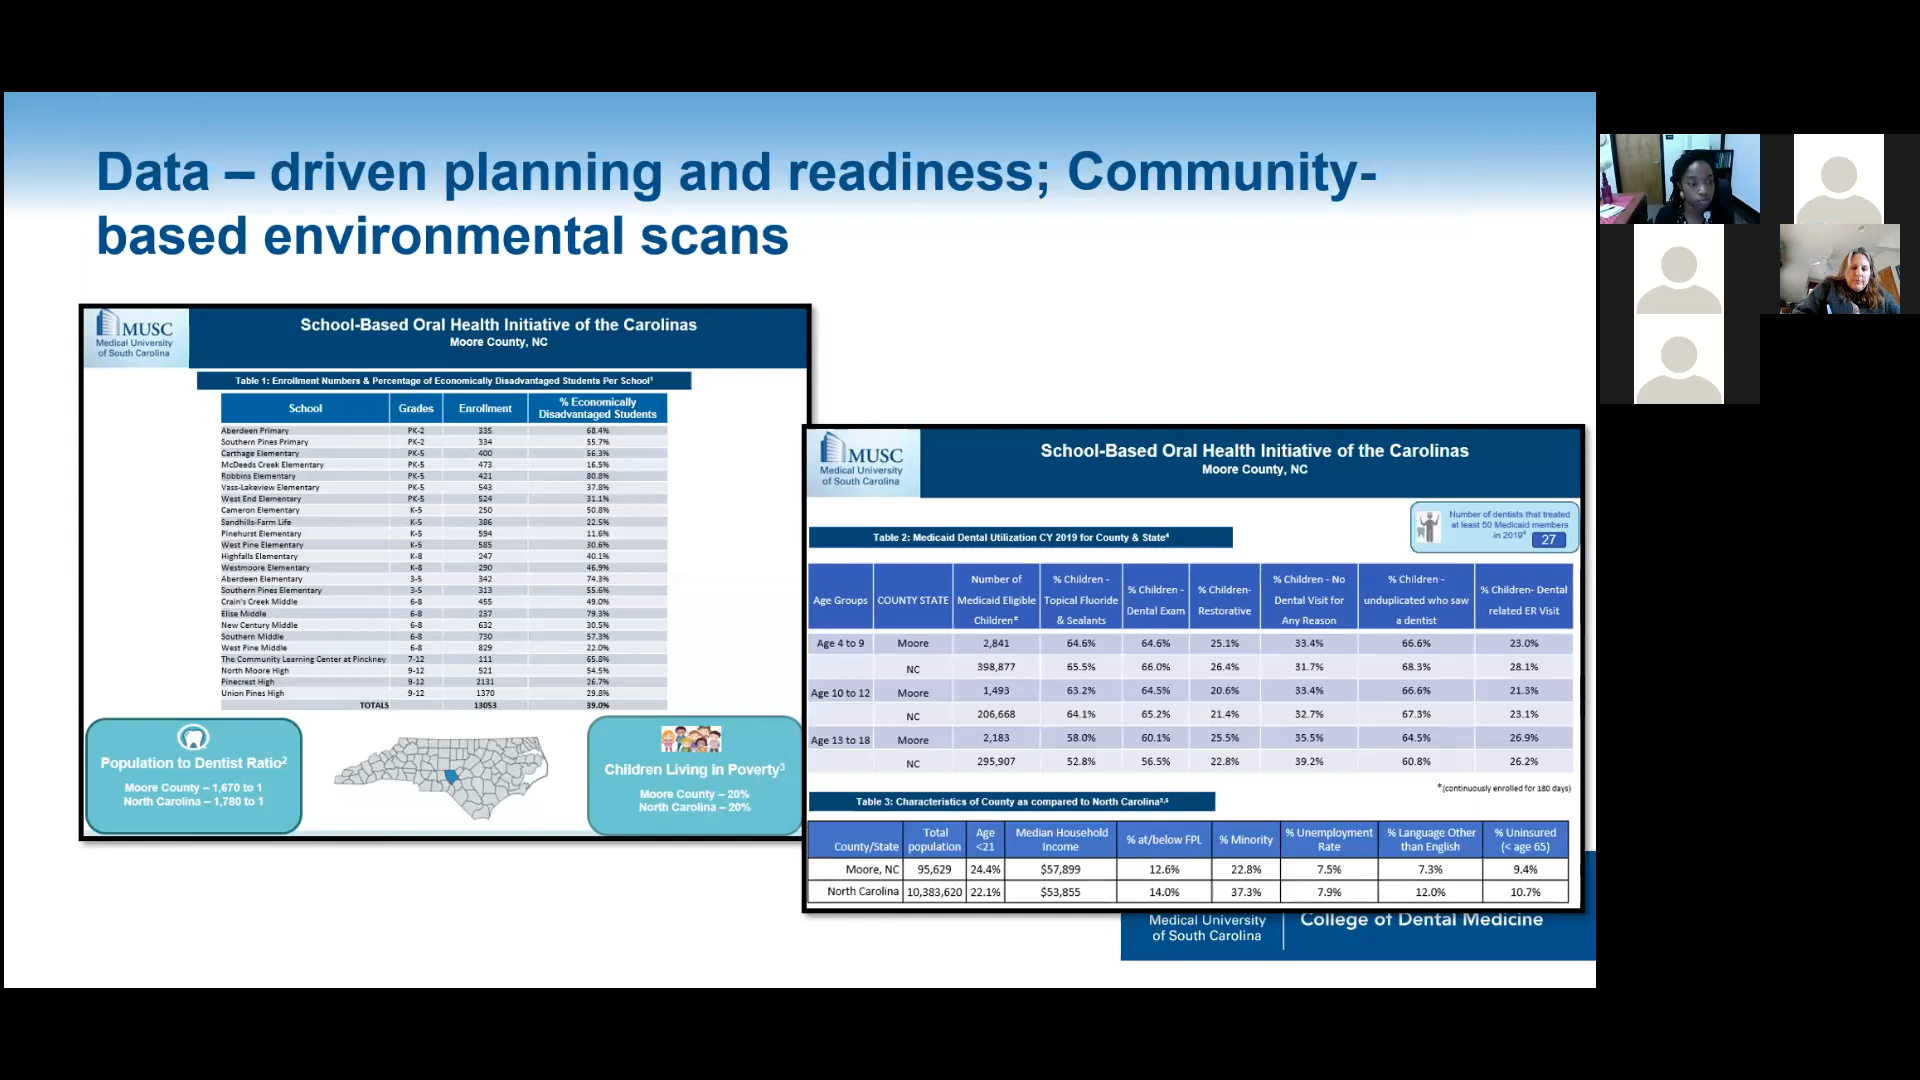 Data – driven planning and readiness; Community-
based environmental scans
MUSC
Medical University
of South Carolina
School-Based Oral Health Initiative of the Carolinas
Moore County, NC
Table 1: Enrollment Numbers & Percentage of Economically Disadvantaged Students Per School¹
School Grades Enrollment % Economically Disadvantaged Students
Aberdeen Primary PK-2 335 68.4%
Southern Pines Primary PK-2 334 55.7%
Carthage Elementary PK-5 400 56.3%
McDeeds Creek Elementary PK-5 473 16.5%
Robbins Elementary PK-5 421 80.8%
Vass-Lakeview Elementary PK-5 543 37.8%
West End Elementary PK-5 524 31.1%
Cameron Elementary K-5 250 50.8%
Sandhills-Farm Life K-5 386 22.5%
Pinehurst Elementary K-5 594 11.6%
West Pine Elementary K-5 585 30.6%
Highfalls Elementary K-8 247 40.1%
Westmoore Elementary K-8 290 46.9%
Aberdeen Elementary 3-5 342 74.3%
Southern Pines Elementary 3-5 313 55.6%
Crain's Creek Middle 6-8 455 49.0%
Elise Middle 6-8 237 79.3%
New Century Middle 6-8 632 30.5%
Southern Middle 6-8 730 57.3%
West Pine Middle 6-8 829 22.0%
The Community Learning Center at Pinckney 7-12 111 65.8%
North Moore High 9-12 521 54.5%
Pinecrest High 9-12 2131 26.7%
Union Pines High 9-12 1370 29.8%
TOTALS 13053 39.0%
Population to Dentist Ratio²
Moore County – 1,670 to 1
North Carolina – 1,780 to 1
Children Living in Poverty³
Moore County – 20%
North Carolina – 20%
MUSC
Medical University
of South Carolina
School-Based Oral Health Initiative of the Carolinas
Moore County, NC
Number of dentists that treated
at least 50 Medicaid members
in 2019⁴ 27
Table 2: Medicaid Dental Utilization CY 2019 for County & State⁴
Age Groups COUNTY STATE Number of Medicaid Eligible Children* % Children - Topical Fluoride & Sealants % Children - Dental Exam % Children- Restorative % Children - No Dental Visit for Any Reason % Children - unduplicated who saw a dentist % Children- Dental related ER Visit
Age 4 to 9 Moore 2,841 64.6% 64.6% 25.1% 33.4% 66.6% 23.0%
NC 398,877 65.5% 66.0% 26.4% 31.7% 68.3% 28.1%
Age 10 to 12 Moore 1,493 63.2% 64.5% 20.6% 33.4% 66.6% 21.3%
NC 206,668 64.1% 65.2% 21.4% 32.7% 67.3% 23.1%
Age 13 to 18 Moore 2,183 58.0% 60.1% 25.5% 35.5% 64.5% 26.9%
NC 295,907 52.8% 56.5% 22.8% 39.2% 60.8% 26.2%
*(continuously enrolled for 180 days)
Table 3: Characteristics of County as compared to North Carolina²,⁵
County/State Total population Age <21 Median Household Income % at/below FPL % Minority % Unemployment Rate % Language Other than English % Uninsured (< age 65)
Moore, NC 95,629 24.4% $57,899 12.6% 22.8% 7.5% 7.3% 9.4%
North Carolina 10,383,620 22.1% $53,855 14.0% 37.3% 7.9% 12.0% 10.7%
Medical University
of South Carolina
College of Dental Medicine